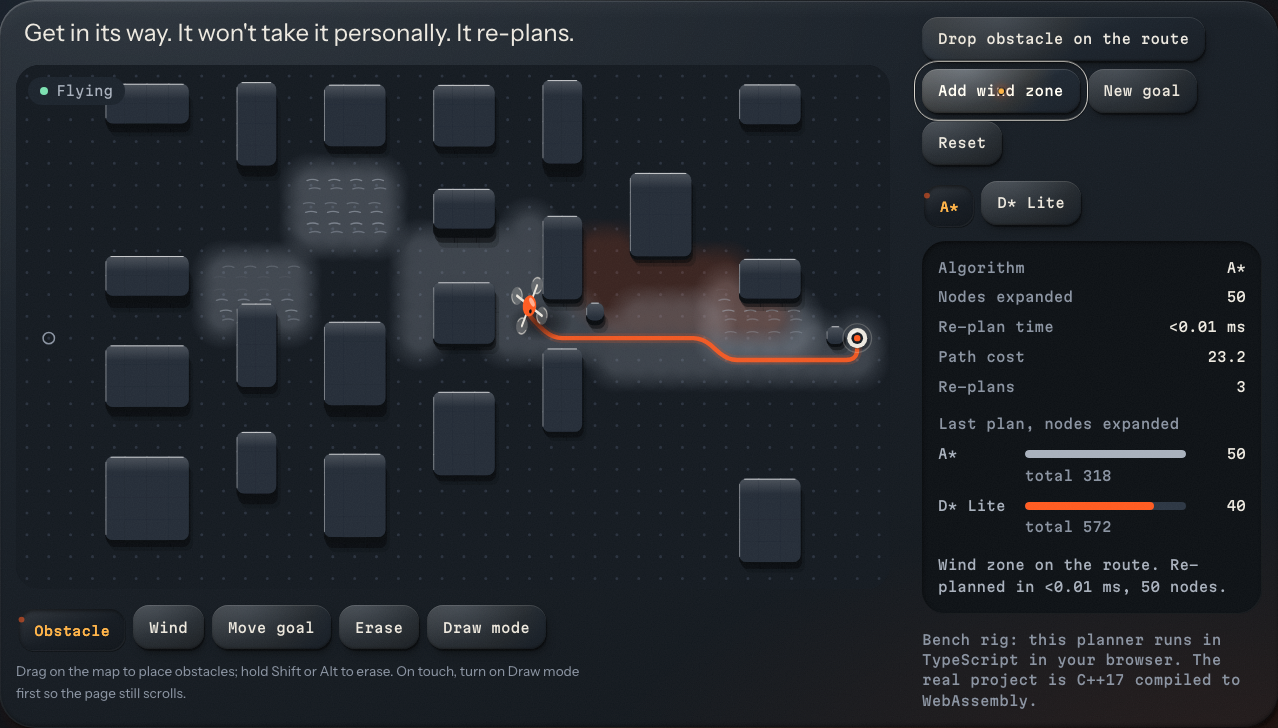 Get in its way. It won't take it personally. It re-plans.
Flying
Drop obstacle on the route
Add wind zone
New goal
Reset
A*
D* Lite
Algorithm A*
Nodes expanded 50
Re-plan time <0.01 ms
Path cost 23.2
Re-plans 3
Last plan, nodes expanded
A* 50
total 318
D* Lite 40
total 572
Wind zone on the route. Re-
planned in <0.01 ms, 50 nodes.
Bench rig: this planner runs in
TypeScript in your browser. The
real project is C++17 compiled to
WebAssembly.
Obstacle
Wind
Move goal
Erase
Draw mode
Drag on the map to place obstacles; hold Shift or Alt to erase. On touch, turn on Draw mode
first so the page still scrolls.